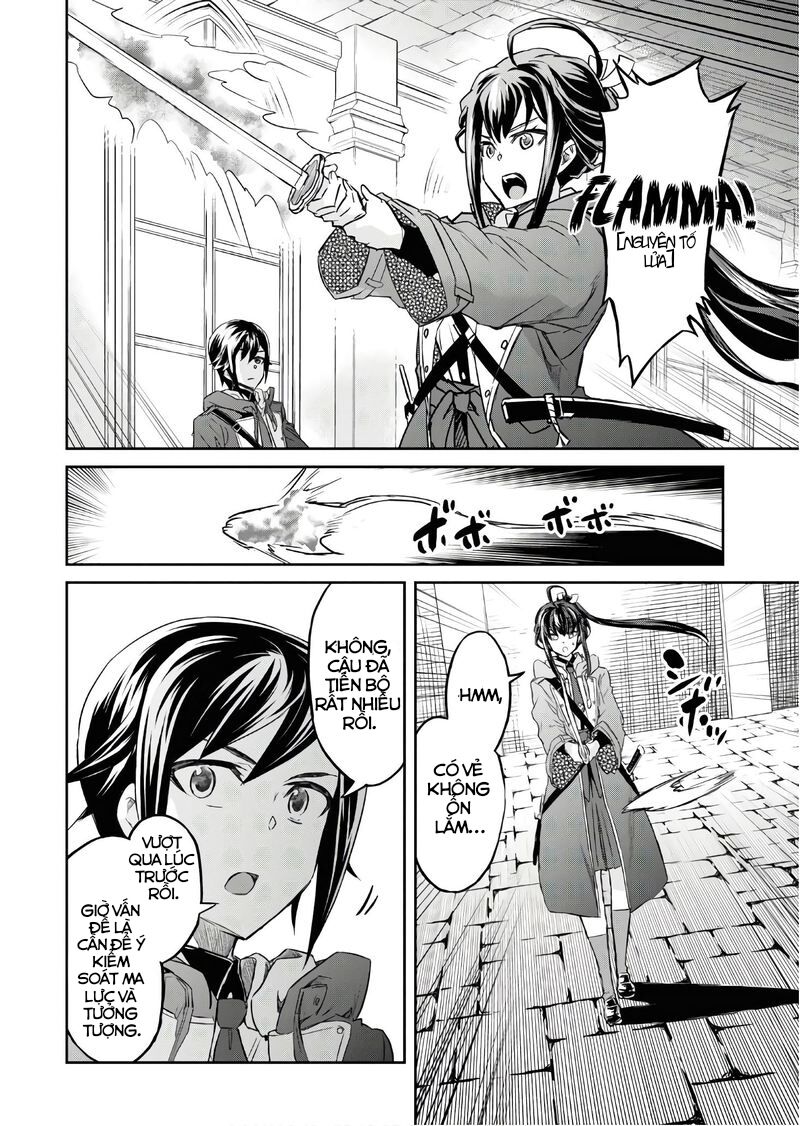 FLAMMA!
[NGUYÊN TỐ
LỬA]
ボボ
ボボ
HMM,
CÓ VẺ
KHÔNG
ỔN
LẮM...
KHÔNG,
CẬU ĐÃ
TIẾN BỘ
RẤT NHIỀU
RỒI.
VƯỢT
QUA LÚC
TRƯỚC
RỒI.
GIỜ VẤN
ĐỀ LÀ
CẦN ĐỂ Ý
KIỂM
SOÁT MA
LỰC VÀ
TƯỞNG
TƯỢNG.